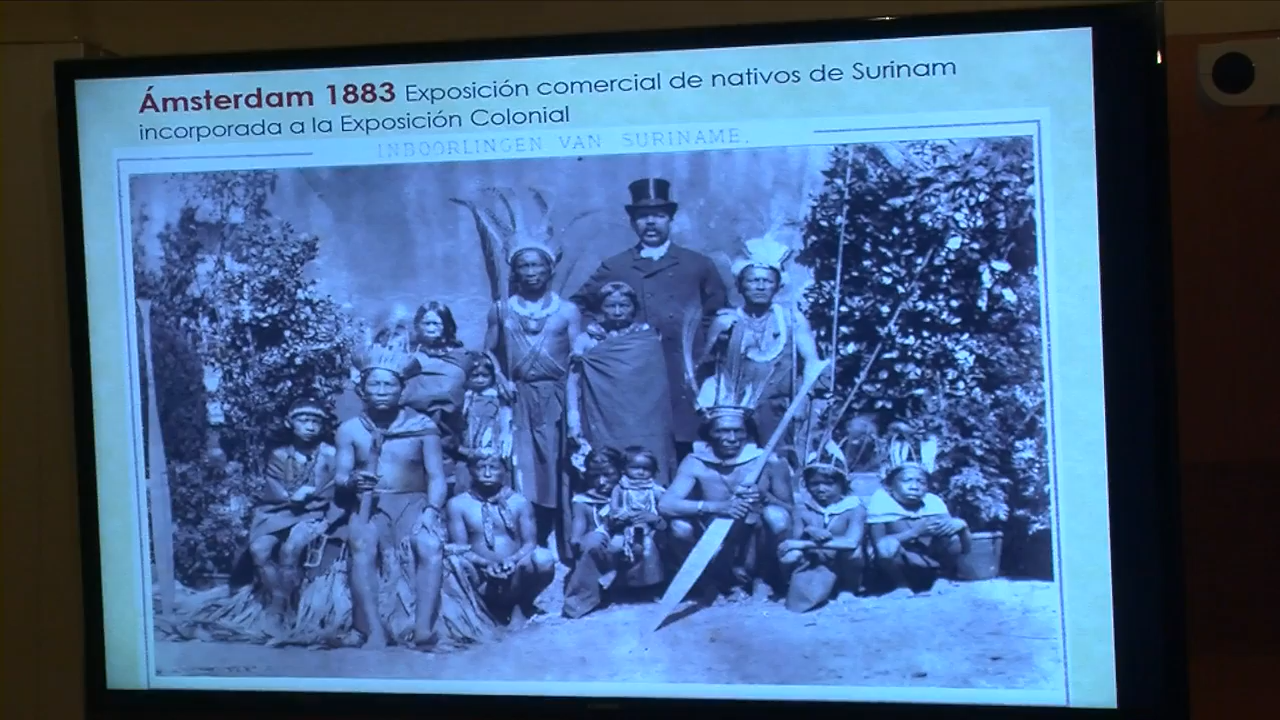 Ámsterdam 1883 Exposición comercial de nativos de Surinam
incorporada a la Exposición Colonial
INBOORLINGEN VAN SURINAME.